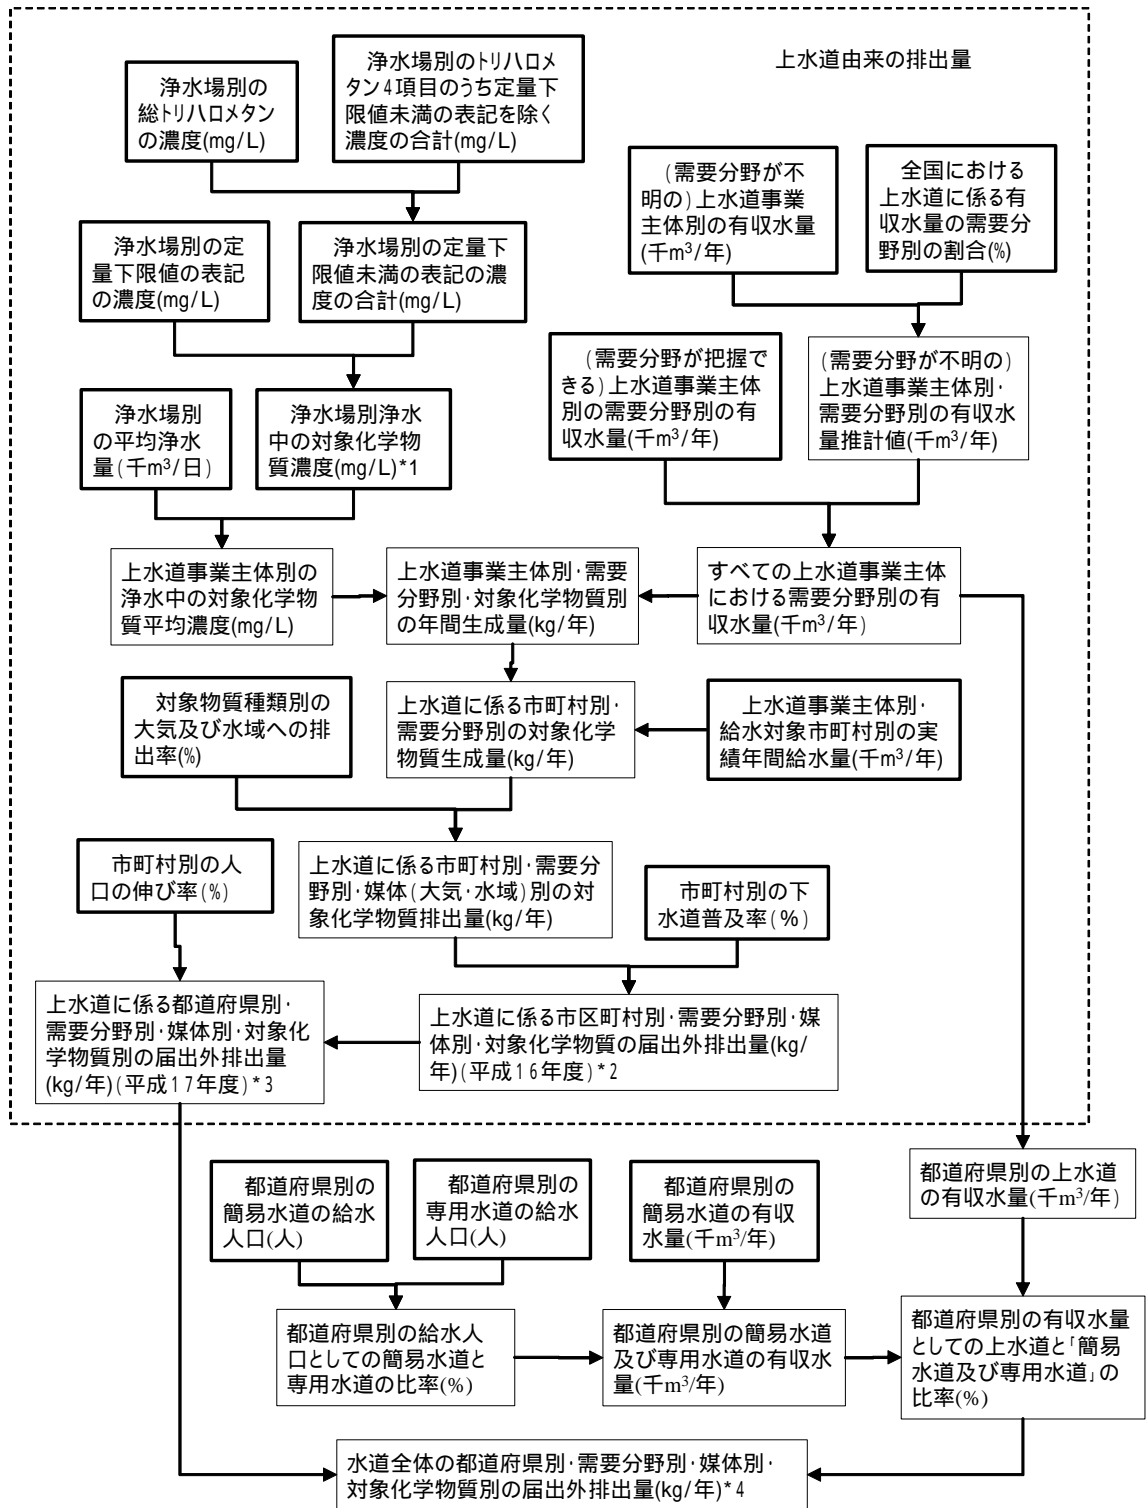 上水道由来の排出量
浄水場別の
総トリハロメタン
の濃度(mg/L)
浄水場別のトリハロメ
タン4項目のうち定量下
限値未満の表記を除く
濃度の合計(mg/L)
(需要分野が不
明の)上水道事業
主体別の有収水量
(千m³/年)
全国における
上水道に係る有
収水量の需要分
野別の割合(%)
浄水場別の定
量下限値の表記
の濃度(mg/L)
浄水場別の定量下
限値未満の表記の濃
度の合計(mg/L)
(需要分野が把握で
きる)上水道事業主体
別の需要分野別の有
収水量(千m³/年)
(需要分野が不明の)
上水道事業主体別・
需要分野別の有収水
量推計値(千m³/年)
浄水場別
の平均浄水
量(千m³/日)
浄水場別浄水
中の対象化学物
質濃度(mg/L)*1
上水道事業主体別の
浄水中の対象化学物
質平均濃度(mg/L)
上水道事業主体別・需要
分野別・対象化学物質別
の年間生成量(kg/年)
すべての上水道事業主体
における需要分野別の有
収水量(千m³/年)
対象物質種類別の
大気及び水域への排
出率(%)
上水道に係る市町村別・
需要分野別の対象化学
物質生成量(kg/年)
上水道事業主体別・
給水対象市町村別の実
績年間給水量(千m³/年)
市町村別の人
口の伸び率(%)
上水道に係る市町村別・需要分
野別・媒体(大気・水域)別の対
象化学物質排出量(kg/年)
市町村別の下
水道普及率(%)
上水道に係る都道府県別・
需要分野別・媒体別・対象化
学物質別の届出外排出量
(kg/年)(平成17年度)*3
上水道に係る市区町村別・需要分野別・媒
体別・対象化学物質の届出外排出量(kg/
年)(平成16年度)*2
都道府県別の
簡易水道の給水
人口(人)
都道府県別の
専用水道の給水
人口(人)
都道府県別の
簡易水道の有収
水量(千m³/年)
都道府県別の上水道
の有収水量(千m³/年)
都道府県別の給水人
口としての簡易水道と
専用水道の比率(%)
都道府県別の簡易水道
及び専用水道の有収水
量(千m³/年)
都道府県別の有収水量
としての上水道と「簡易
水道及び専用水道」の
比率(%)
水道全体の都道府県別・需要分野別・媒体別・
対象化学物質別の届出外排出量(kg/年)*4